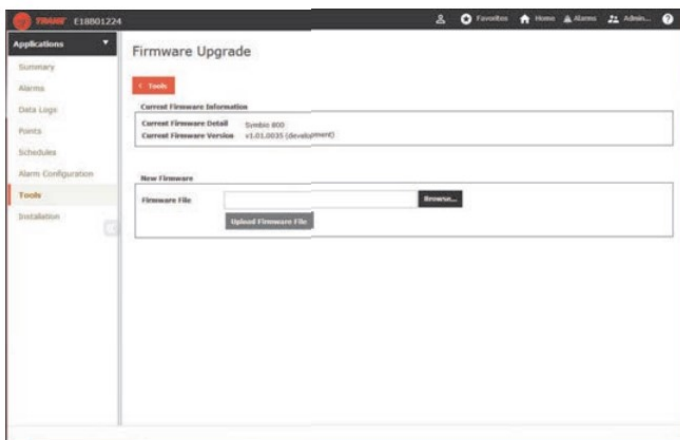 TRANE E18B01224
Favorites Home Alarms Admin... ?
Applications
Summary
Alarms
Data Logs
Points
Schedules
Alarm Configuration
Tools
Installation
Firmware Upgrade
< Tools
Current Firmware Information
Current Firmware Detail Symbio 800
Current Firmware Version v1.01.0035 (development)
New Firmware
Firmware File
Browse...
Upload Firmware File